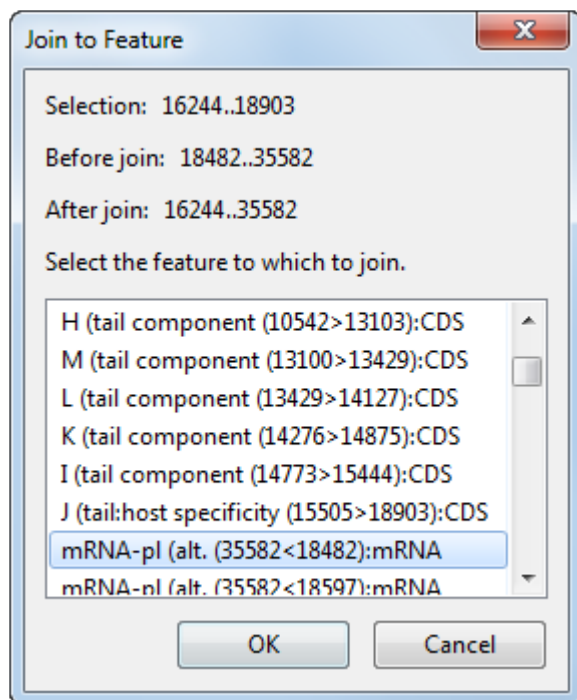 Join to Feature
Selection: 16244..18903
Before join: 18482..35582
After join: 16244..35582
Select the feature to which to join.
H (tail component (10542>13103):CDS
M (tail component (13100>13429):CDS
L (tail component (13429>14127):CDS
K (tail component (14276>14875):CDS
I (tail component (14773>15444):CDS
J (tail:host specificity (15505>18903):CDS
mRNA-pl (alt. (35582<18482):mRNA
mRNA-pl (alt. (35582<18597):mRNA
OK Cancel